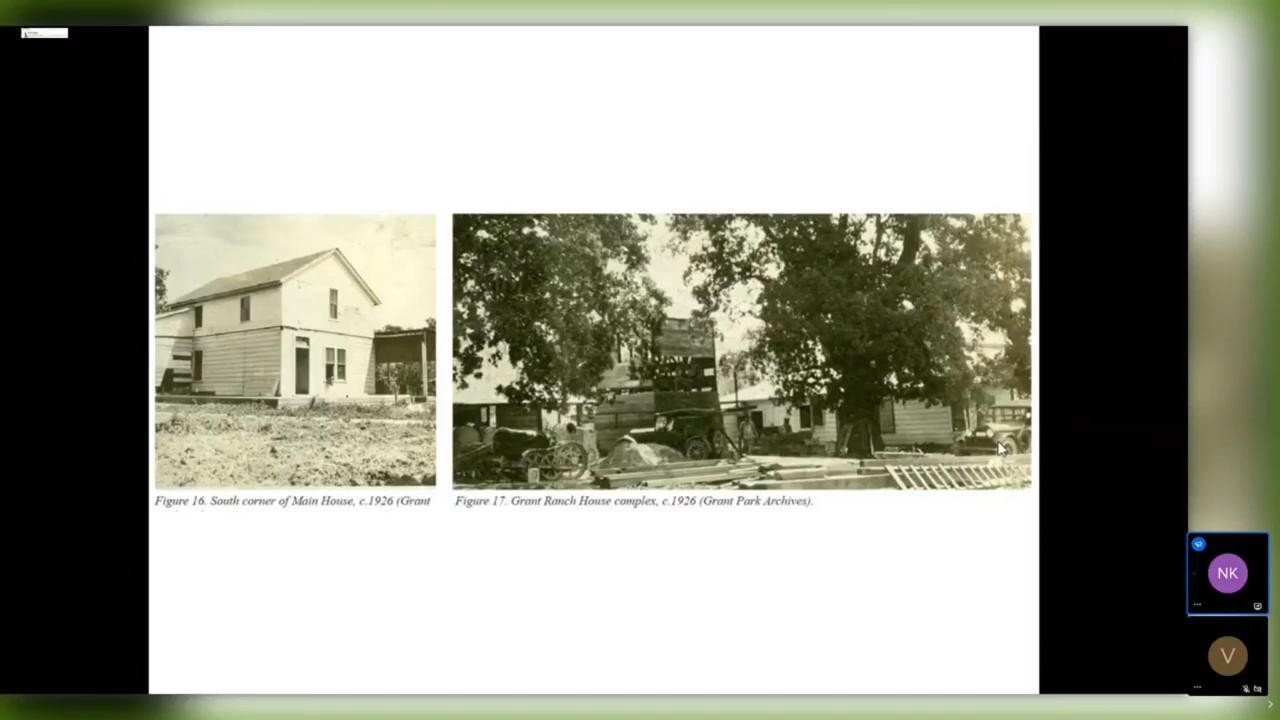 Figure 16. South corner of Main House, c.1926 (Grant
Figure 17. Grant Ranch House complex, c.1926 (Grant Park Archives).
NK
V